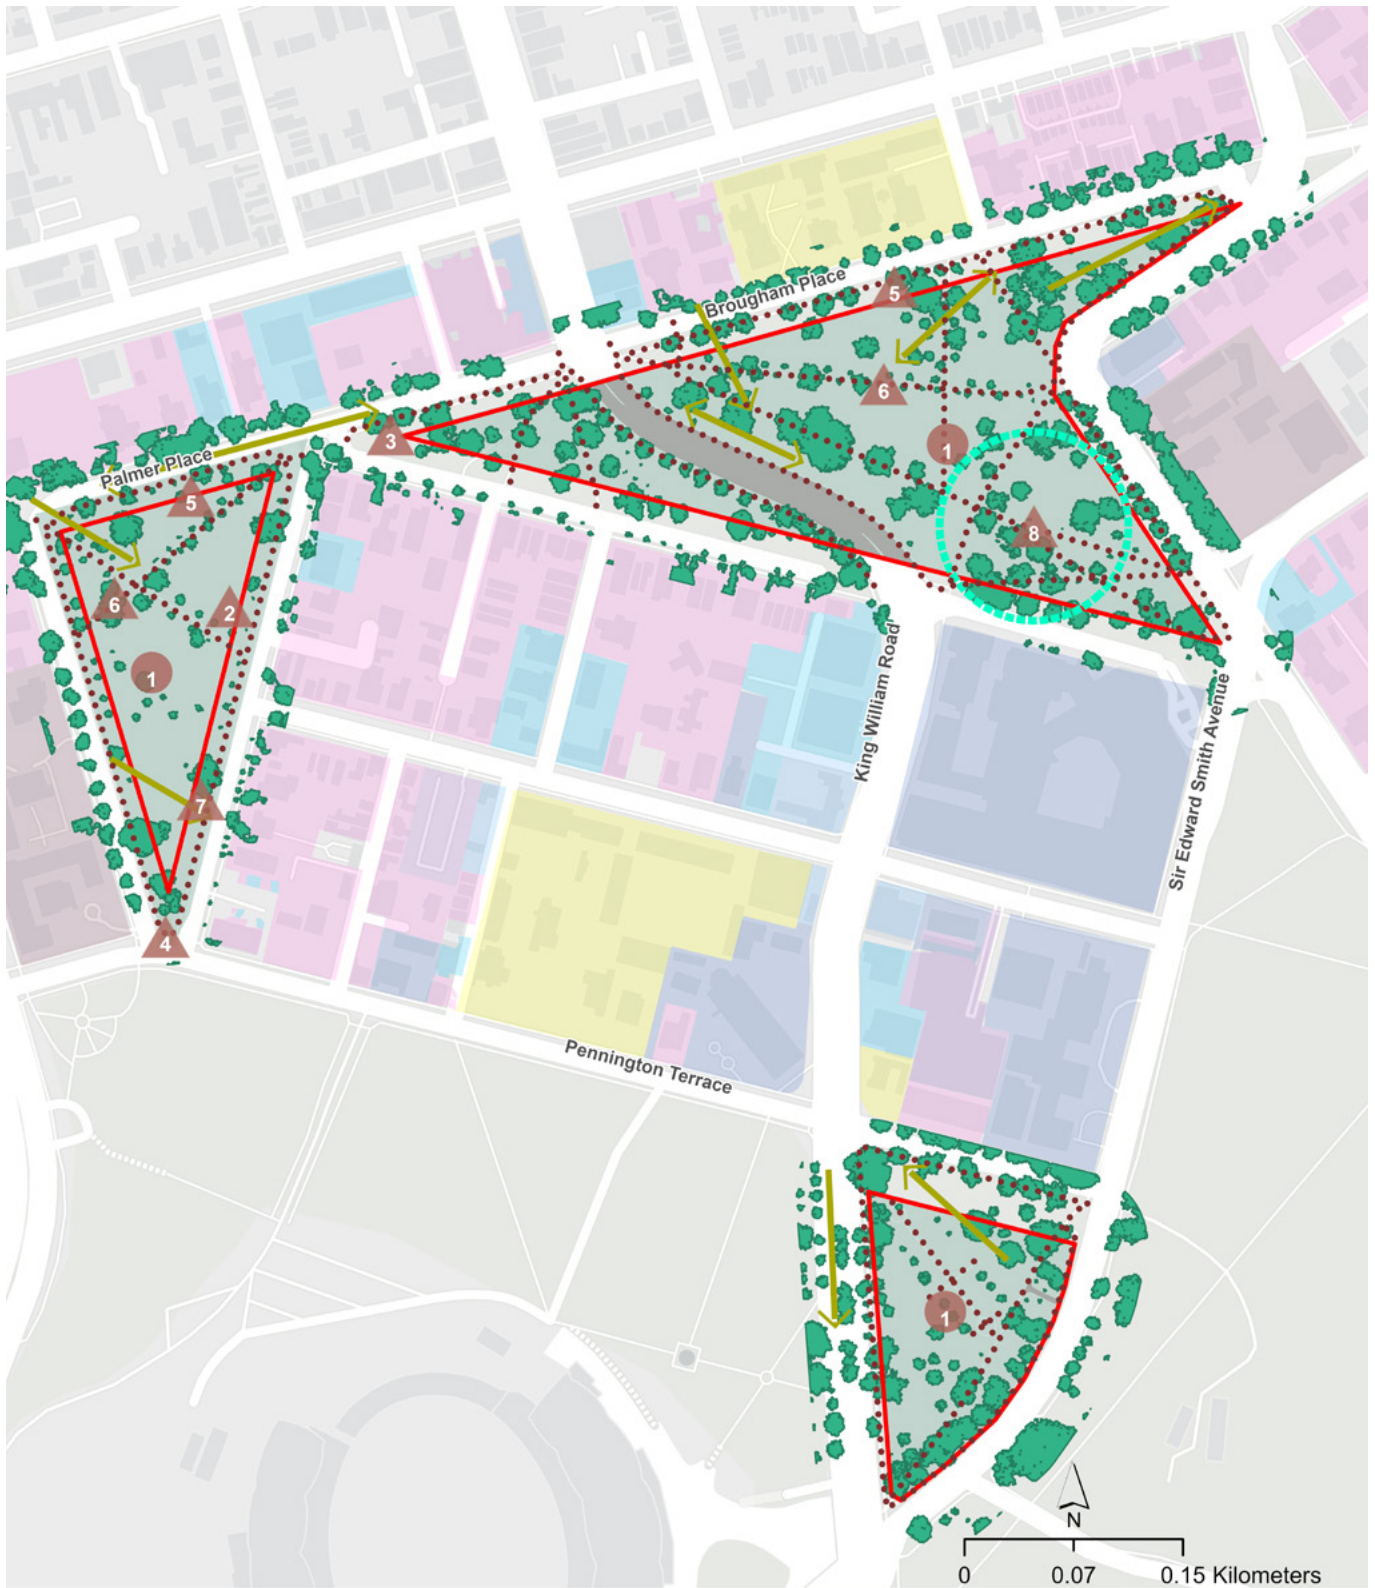 5
Brougham Place
6
3
1
Palmer Place
5
8
6
2
1
King William Road
Sir Edward Smith Avenue
7
4
Pennington Terrace
1
N
0 0.07 0.15 Kilometers